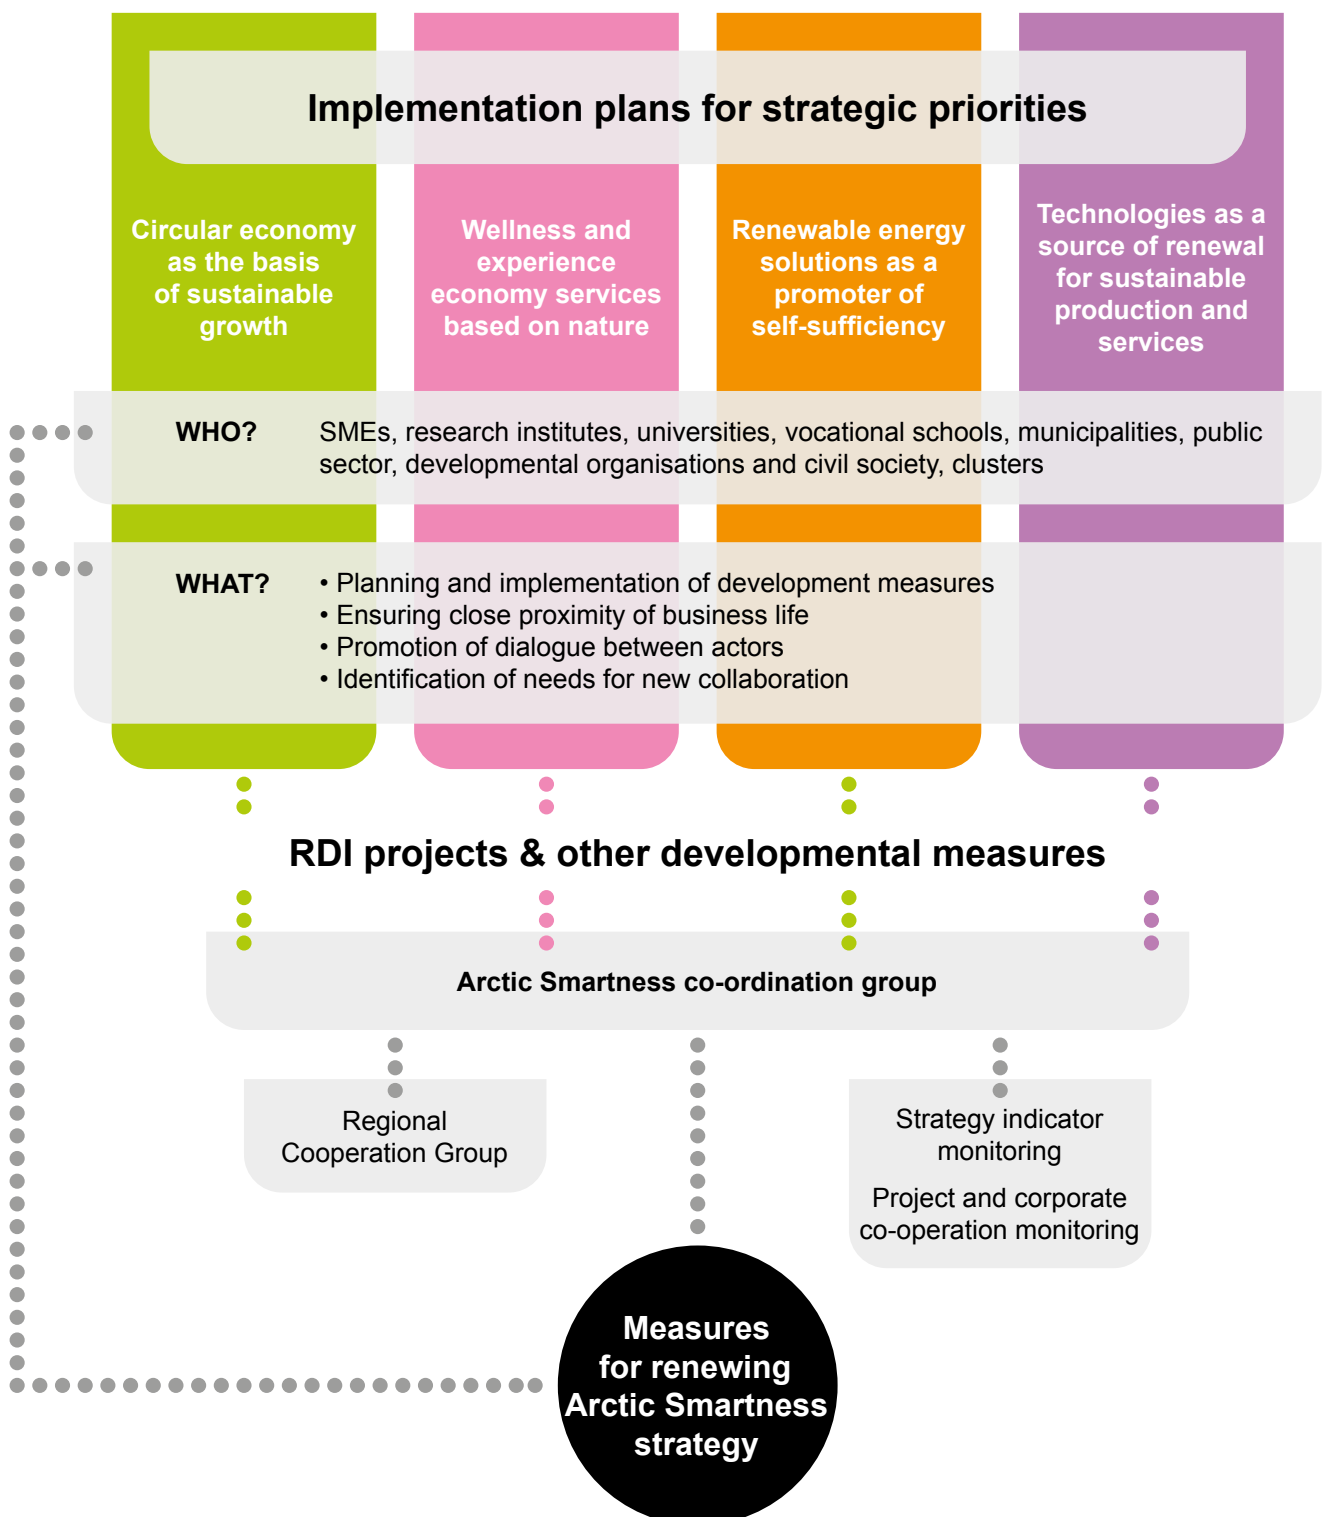 Implementation plans for strategic priorities
Circular economy
as the basis
of sustainable
growth
Wellness and
experience
economy services
based on nature
Renewable energy
solutions as a
promoter of
self-sufficiency
Technologies as a
source of renewal
for sustainable
production and
services
WHO?
SMEs, research institutes, universities, vocational schools, municipalities, public
sector, developmental organisations and civil society, clusters
WHAT?
• Planning and implementation of development measures
• Ensuring close proximity of business life
• Promotion of dialogue between actors
• Identification of needs for new collaboration
RDI projects & other developmental measures
Arctic Smartness co-ordination group
Regional
Cooperation Group
Strategy indicator
monitoring
Project and corporate
co-operation monitoring
Measures
for renewing
Arctic Smartness
strategy